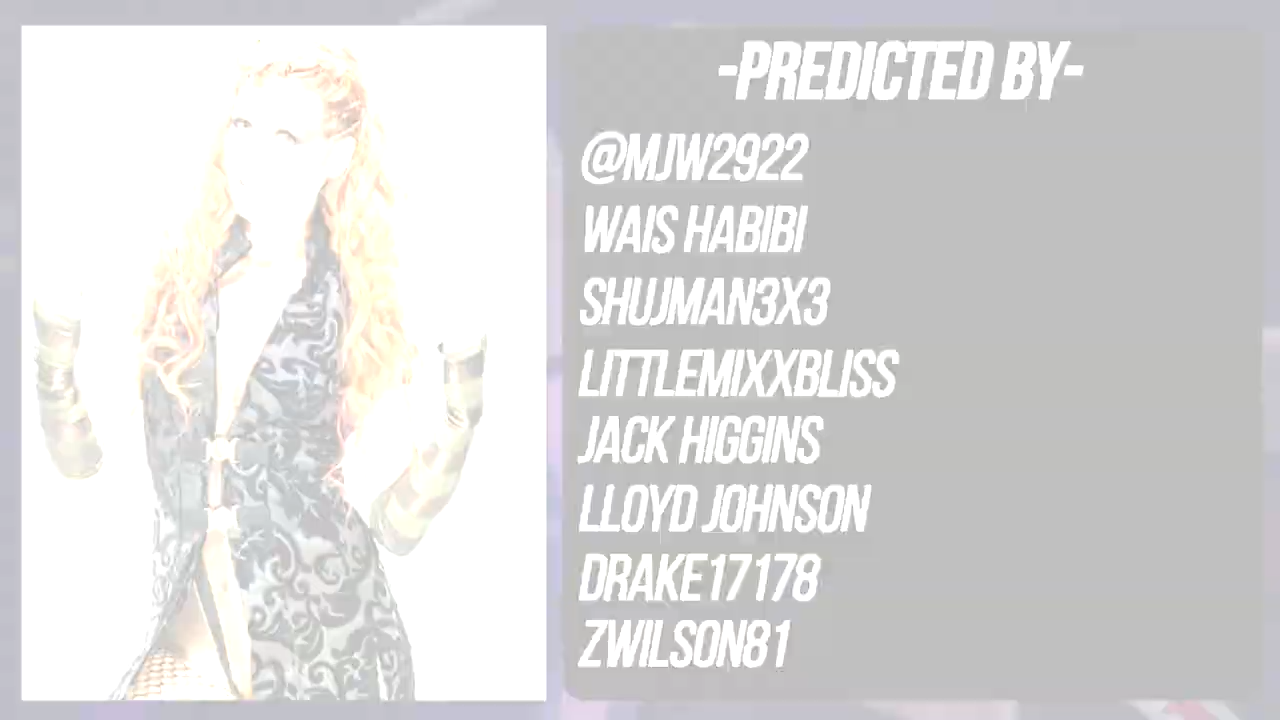 -PREDICTED BY-
@MJW2922
WAIS HABIBI
SHUJMAN3X3
LITTLEMIXXBLISS
JACK HIGGINS
LLOYD JOHNSON
DRAKE17178
ZWILSON81